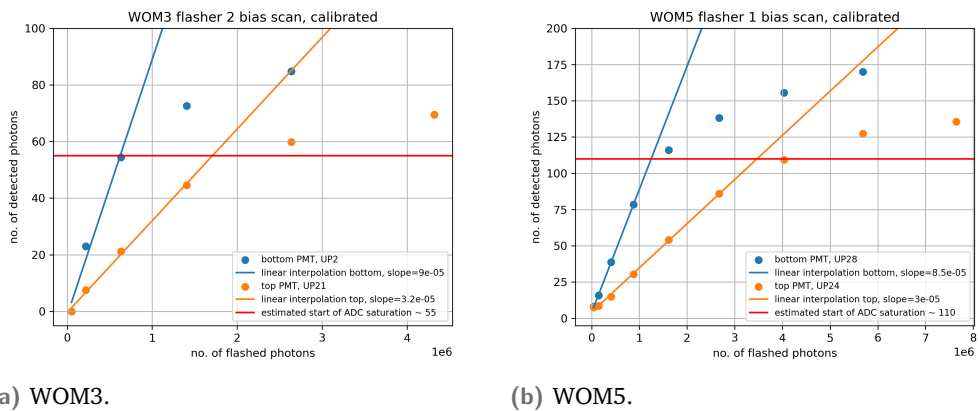 WOM3 flasher 2 bias scan, calibrated
100
80
60
40
20
0
no. of detected photons
0
1
2
3
4
1e6
no. of flashed photons
bottom PMT, UP2
linear interpolation bottom, slope=9e-05
top PMT, UP21
linear interpolation top, slope=3.2e-05
estimated start of ADC saturation ~ 55
a) WOM3.
WOM5 flasher 1 bias scan, calibrated
200
175
150
125
100
75
50
25
0
no. of detected photons
0
1
2
3
4
5
6
7
8
1e6
no. of flashed photons
bottom PMT, UP28
linear interpolation bottom, slope=8.5e-05
top PMT, UP24
linear interpolation top, slope=3e-05
estimated start of ADC saturation ~ 110
(b) WOM5.